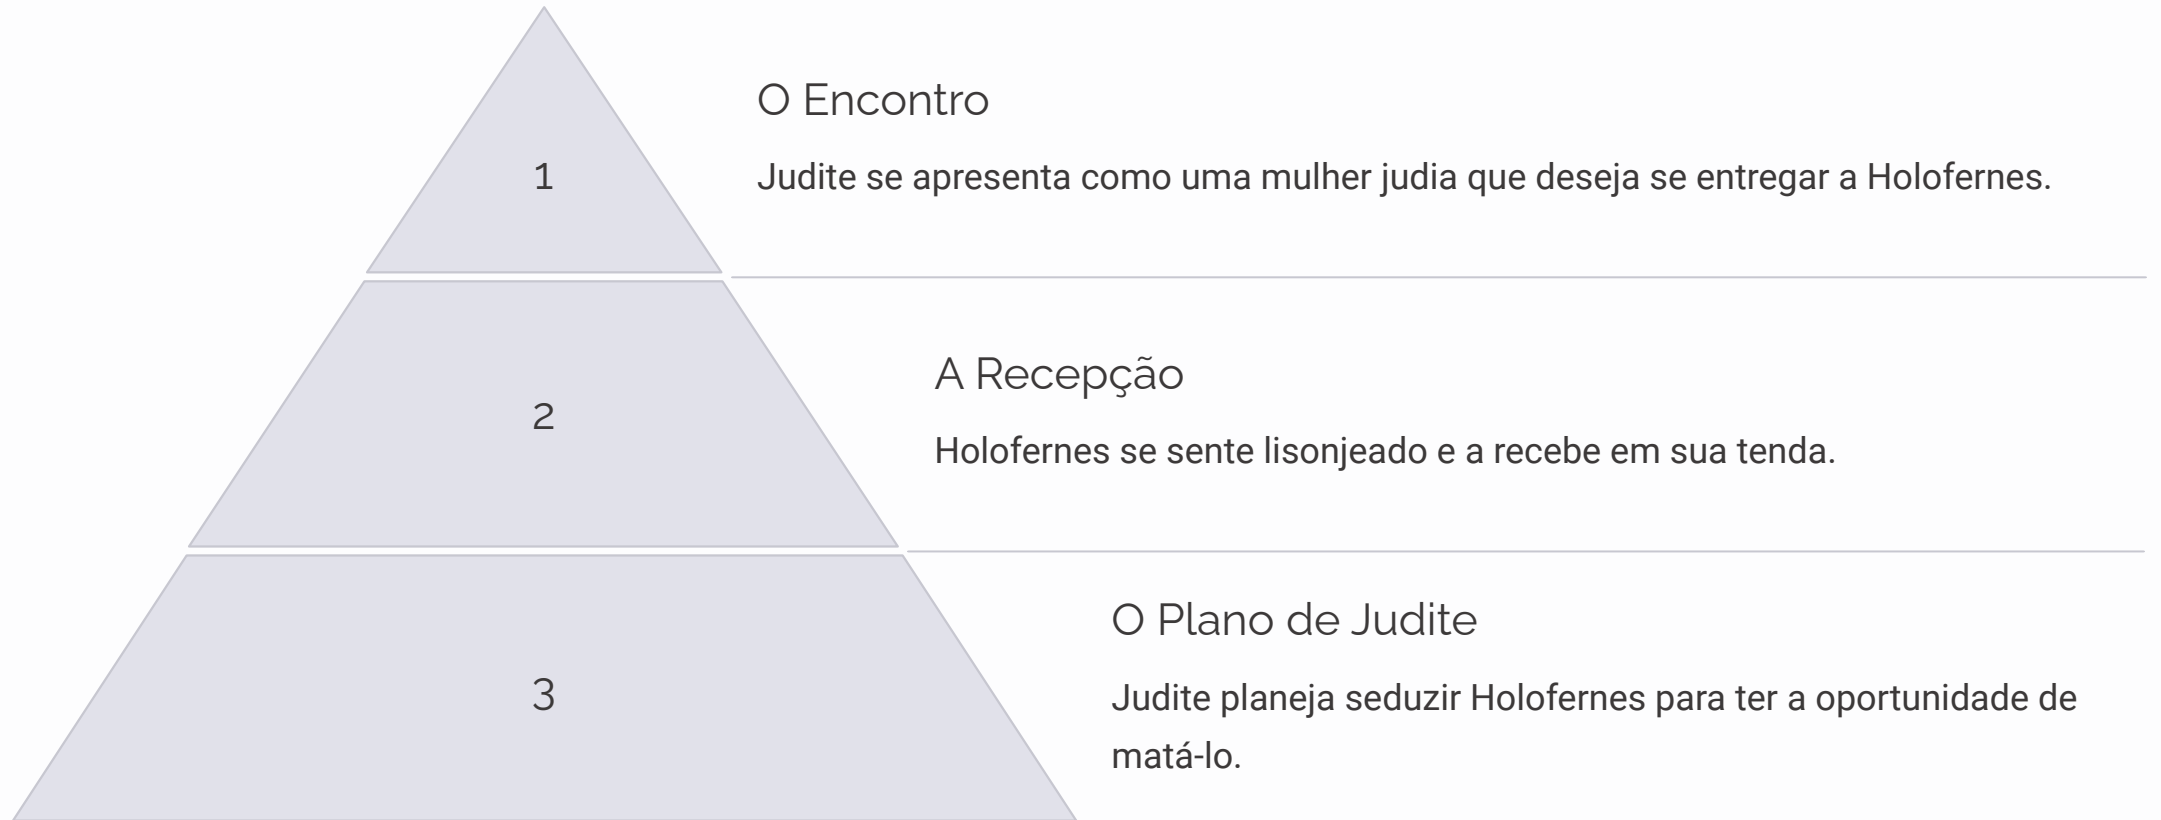 1
O Encontro
Judite se apresenta como uma mulher judia que deseja se entregar a Holofernes.
2
A Recepção
Holofernes se sente lisonjeado e a recebe em sua tenda.
3
O Plano de Judite
Judite planeja seduzir Holofernes para ter a oportunidade de
matá-lo.